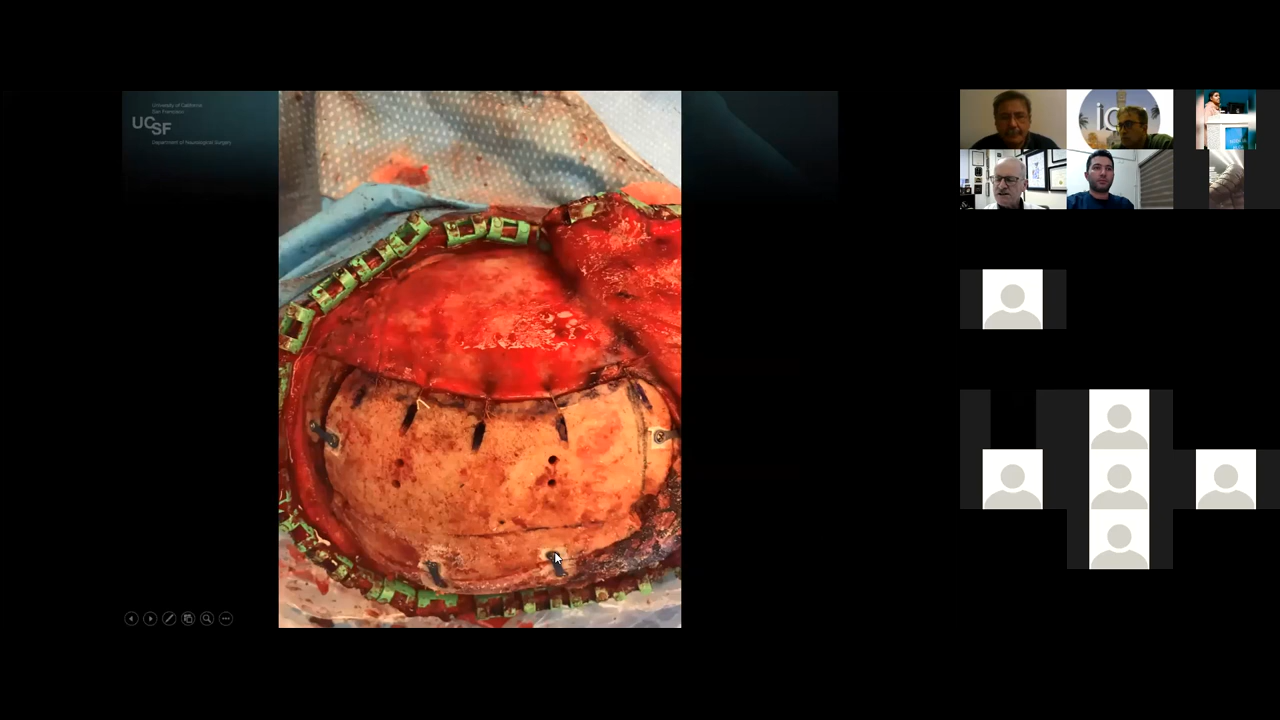 University of California
San Francisco
UCSF
Department of Neurological Surgery